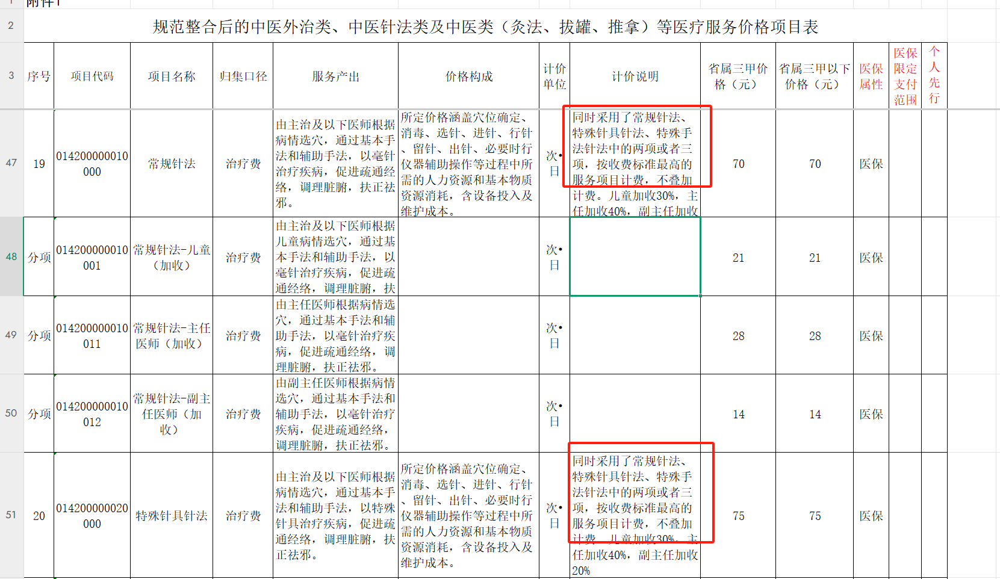 1
附件1
2
规范整合后的中医外治类、中医针法类及中医类（灸法、拔罐、推拿）等医疗服务价格项目表
3
序号
项目代码
项目名称
归集口径
服务产出
价格构成
计价
单位
计价说明
省属三甲价
格（元）
省属三甲以下
价格（元）
医保
属性
医保
限定
支付
范围
个
人
先
行
47
19
014200000010
000
常规针法
治疗费
由主治及以下医师根据
病情选穴，通过基本手
法和辅助手法，以毫针
治疗疾病，促进疏通经
络，调理脏腑，扶正祛
邪。
所定价格涵盖穴位确定、
消毒、选针、进针、行针
、留针、出针、必要时行
仪器辅助操作等过程中所
需的人力资源和基本物质
资源消耗，含设备投入及
维护成本。
次•
日
同时采用了常规针法、
特殊针具针法、特殊手
法针法中的两项或者三
项，按收费标准最高的
服务项目计费，不叠加
计费。儿童加收30%，主
任加收40%，副主任加收
70
70
医保
48
分项
014200000010
001
常规针法-儿童
（加收）
治疗费
由主治及以下医师根据
儿童病情选穴，通过基
本手法和辅助手法，以
毫针治疗疾病，促进疏
通经络，调理脏腑，扶
次•
日
21
21
医保
49
分项
014200000010
011
常规针法-主任
医师（加收）
治疗费
由主任医师根据病情选
穴，通过基本手法和辅
助手法，以毫针治疗疾
病，促进疏通经络，调
理脏腑，扶正祛邪。
次•
日
28
28
医保
50
分项
014200000010
012
常规针法-副主
任医师（加
收）
治疗费
由副主任医师根据病情
选穴，通过基本手法和
辅助手法，以毫针治疗
疾病，促进疏通经络，
调理脏腑，扶正祛邪。
次•
日
14
14
医保
51
20
014200000020
000
特殊针具针法
治疗费
由主治及以下医师根据
病情选穴，通过基本手
法和辅助手法，以特殊
针具治疗疾病，促进疏
通经络，调理脏腑，扶
正祛邪。
所定价格涵盖穴位确定、
消毒、选针、进针、行针
、留针、出针、必要时行
仪器辅助操作等过程中所
需的人力资源和基本物质
资源消耗，含设备投入及
维护成本。
次•
日
同时采用了常规针法、
特殊针具针法、特殊手
法针法中的两项或者三
项，按收费标准最高的
服务项目计费，不叠加
计费。儿童加收30%，主
任加收40%，副主任加收
20%
75
75
医保